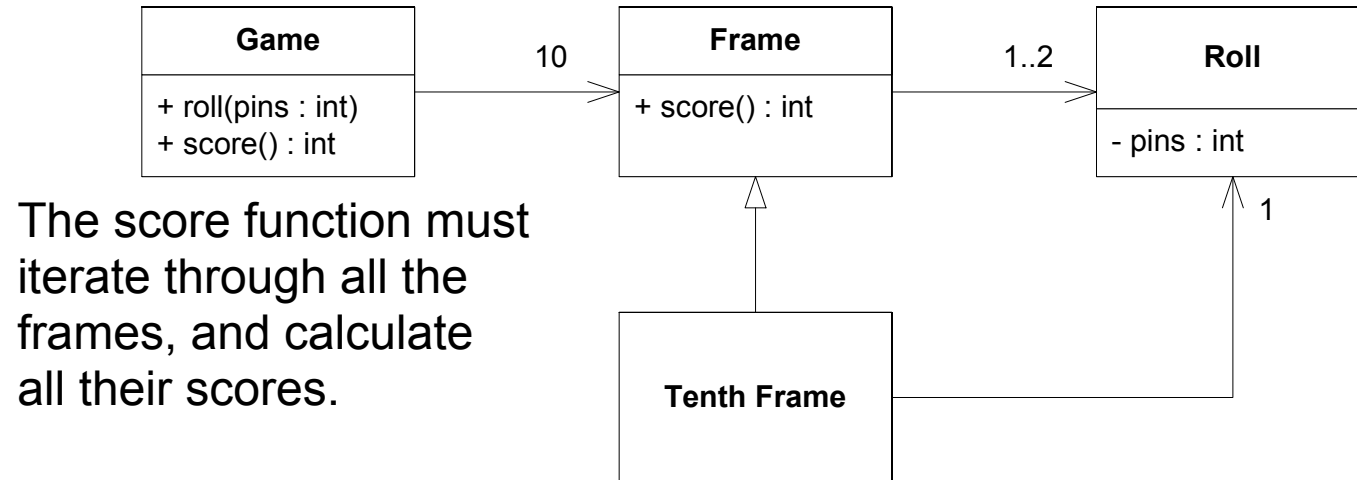 Game
10
Frame
1..2
Roll
+ roll(pins : int)
+ score() : int
+ score() : int
- pins : int
The score function must
iterate through all the
frames, and calculate
all their scores.
1
Tenth Frame